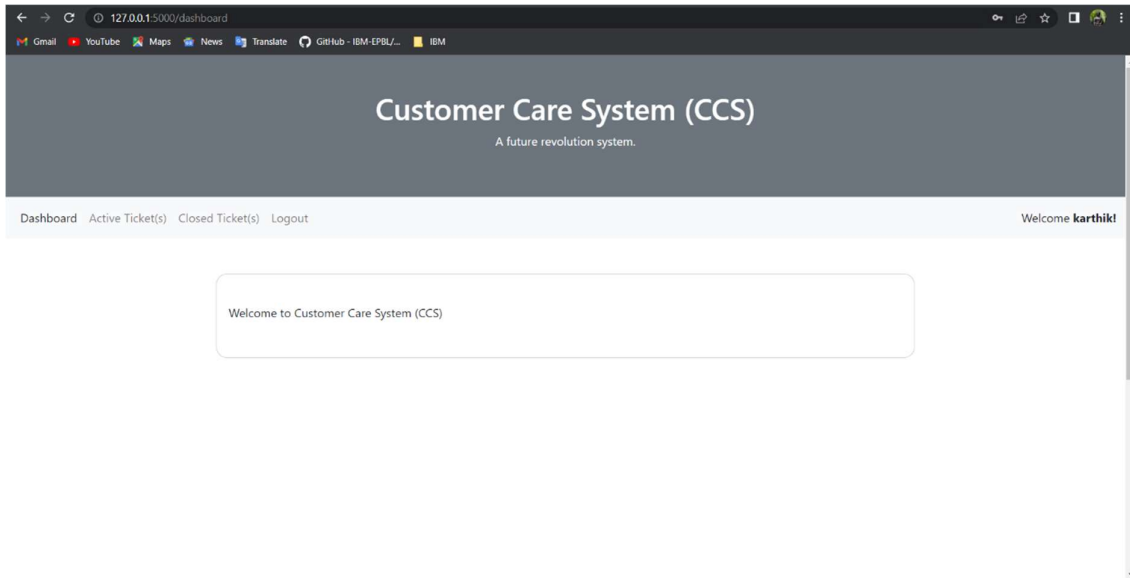 127.0.0.1:5000/dashboard
Gmail YouTube Maps News Translate GitHub - IBM-EPBL/... IBM
Customer Care System (CCS)
A future revolution system.
Dashboard Active Ticket(s) Closed Ticket(s) Logout Welcome karthik!
Welcome to Customer Care System (CCS)